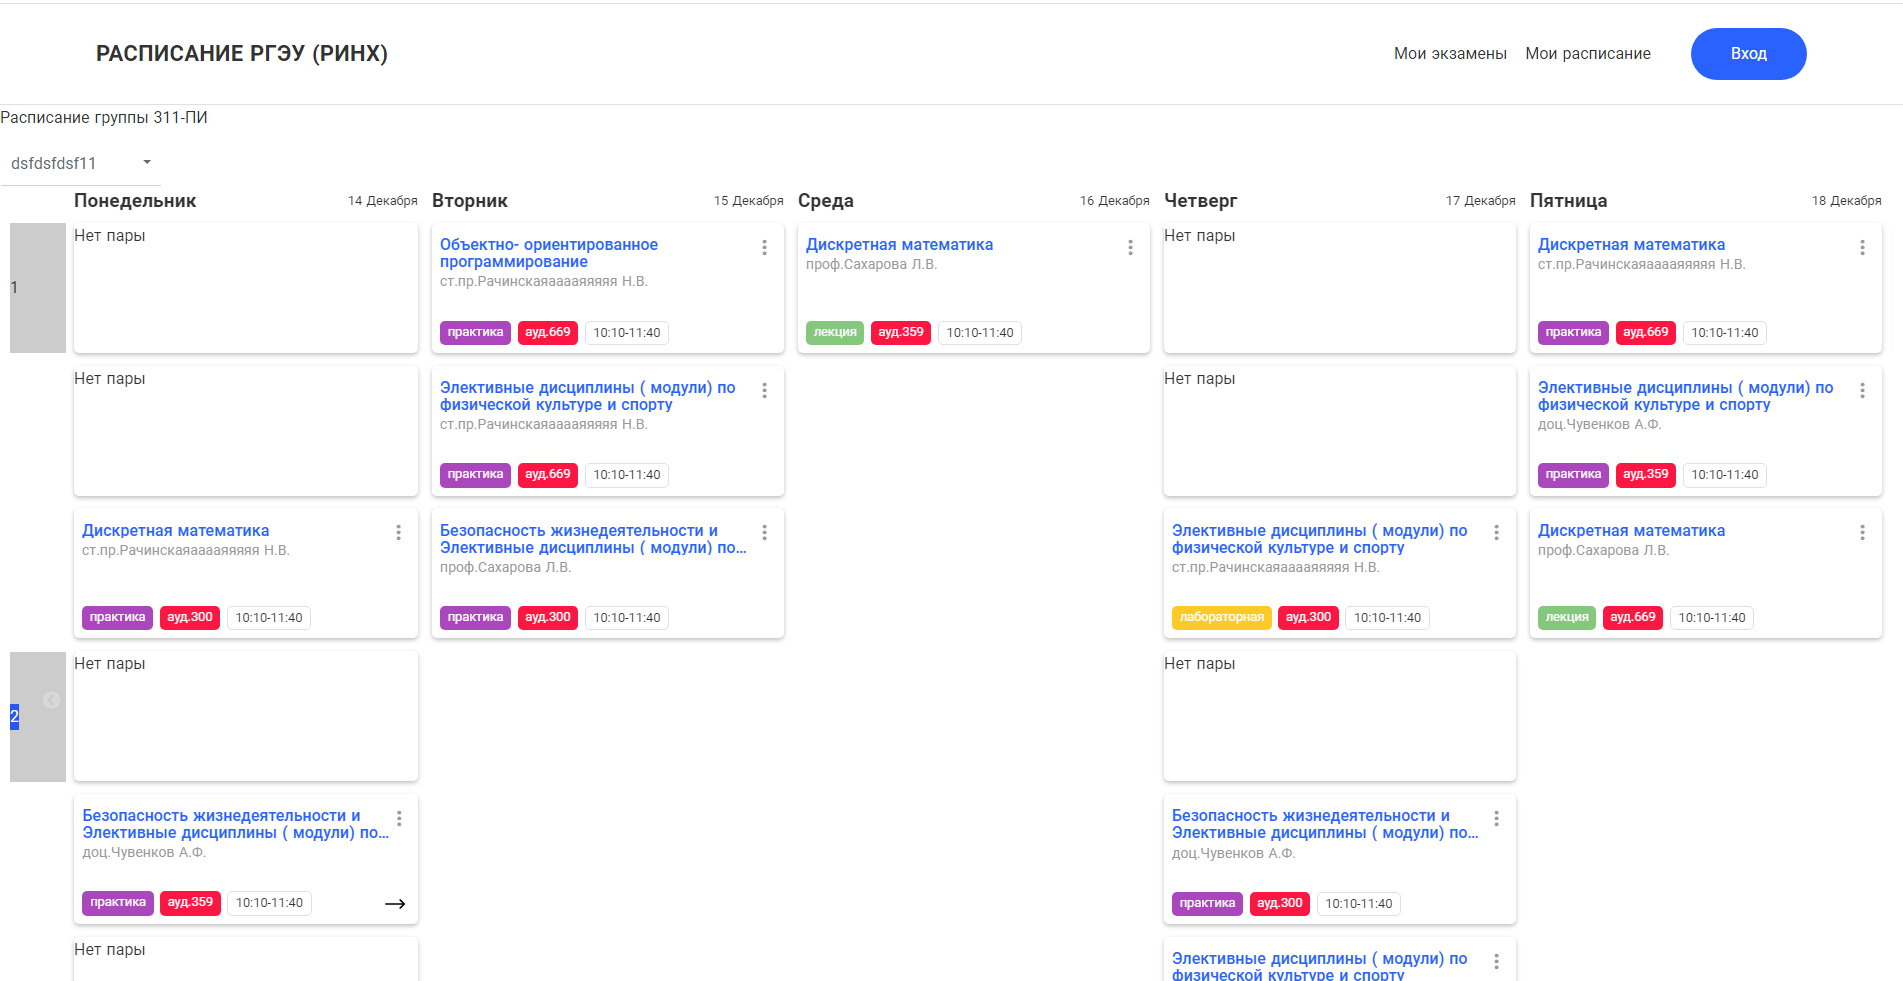 РАСПИСАНИЕ РГЭУ (РИНХ)
Мои экзамены
Мои расписание
Вход
Расписание группы 311-ПИ
dsfdsfdsf11
Понедельник
14 Декабря
Вторник
15 Декабря
Среда
16 Декабря
Четверг
17 Декабря
Пятница
18 Декабря
1
Нет пары
Объектно- ориентированное
программирование
ст.пр.Рачинскаяааааяяяя Н.В.
практика
ауд.669
10:10-11:40
Дискретная математика
проф.Сахарова Л.В.
лекция
ауд.359
10:10-11:40
Нет пары
Дискретная математика
ст.пр.Рачинскаяааааяяяя Н.В.
практика
ауд.669
10:10-11:40
Нет пары
Элективные дисциплины ( модули) по
физической культуре и спорту
ст.пр.Рачинскаяааааяяяя Н.В.
практика
ауд.669
10:10-11:40
Нет пары
Элективные дисциплины ( модули) по
физической культуре и спорту
доц.Чувенков А.Ф.
практика
ауд.359
10:10-11:40
Дискретная математика
ст.пр.Рачинскаяааааяяяя Н.В.
практика
ауд.300
10:10-11:40
Безопасность жизнедеятельности и
Элективные дисциплины ( модули) по...
проф.Сахарова Л.В.
практика
ауд.300
10:10-11:40
Элективные дисциплины ( модули) по
физической культуре и спорту
ст.пр.Рачинскаяааааяяяя Н.В.
лабораторная
ауд.300
10:10-11:40
Дискретная математика
проф.Сахарова Л.В.
лекция
ауд.669
10:10-11:40
2
Нет пары
Нет пары
Безопасность жизнедеятельности и
Элективные дисциплины ( модули) по...
доц.Чувенков А.Ф.
практика
ауд.359
10:10-11:40
Безопасность жизнедеятельности и
Элективные дисциплины ( модули) по...
доц.Чувенков А.Ф.
практика
ауд.300
10:10-11:40
Нет пары
Элективные дисциплины ( модули) по
физической культуре и спорту